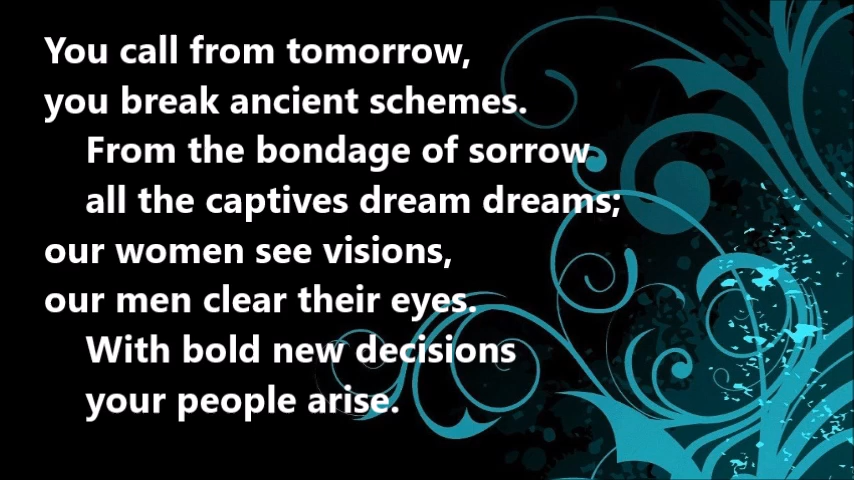 You call from tomorrow,
you break ancient schemes.
From the bondage of sorrow
all the captives dream dreams;
our women see visions,
our men clear their eyes.
With bold new decisions
your people arise.